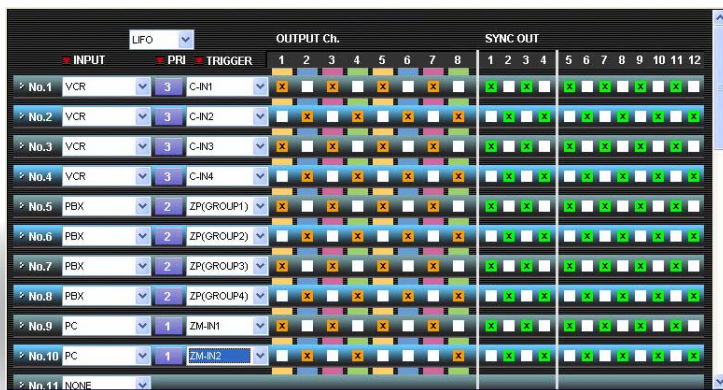 LIFO OUTPUT Ch. SYNC OUT
INPUT PRI TRIGGER 1 2 3 4 5 6 7 8 1 2 3 4 5 6 7 8 9 10 11 12
No.1 VCR 3 C-IN1 X X X X X X X X X X
No.2 VCR 3 C-IN2 X X X X X X X X X X
No.3 VCR 3 C-IN3 X X X X X X X X X X
No.4 VCR 3 C-IN4 X X X X X X X X X X
No.5 PBX 2 ZP(GROUP1) X X X X X X X X X X
No.6 PBX 2 ZP(GROUP2) X X X X X X X X X X
No.7 PBX 2 ZP(GROUP3) X X X X X X X X X X
No.8 PBX 2 ZP(GROUP4) X X X X X X X X X X
No.9 PC 1 ZM-IN1 X X X X X X X X X X
No.10 PC 1 ZM-IN2 X X X X X X X X X X
No.11 NONE